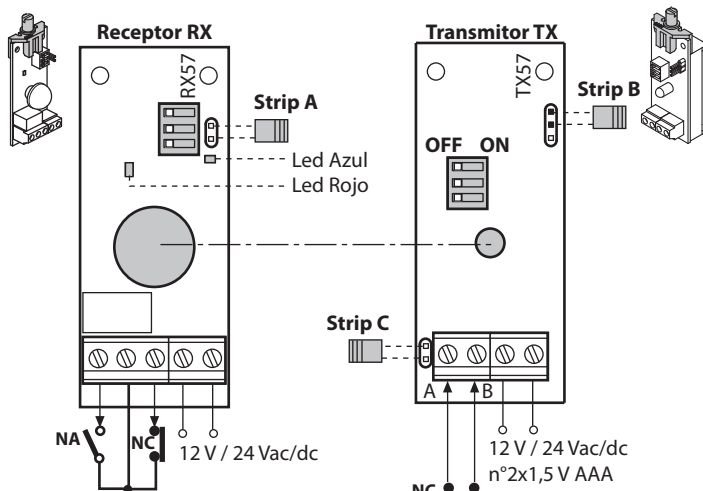 Receptor RX
Transmitor TX
RX57
TX57
Strip A
Strip B
OFF ON
Led Azul
Led Rojo
Strip C
A
B
NA
NC
12 V / 24 Vac/dc
12 V / 24 Vac/dc
n°2x1,5 V AAA
NC